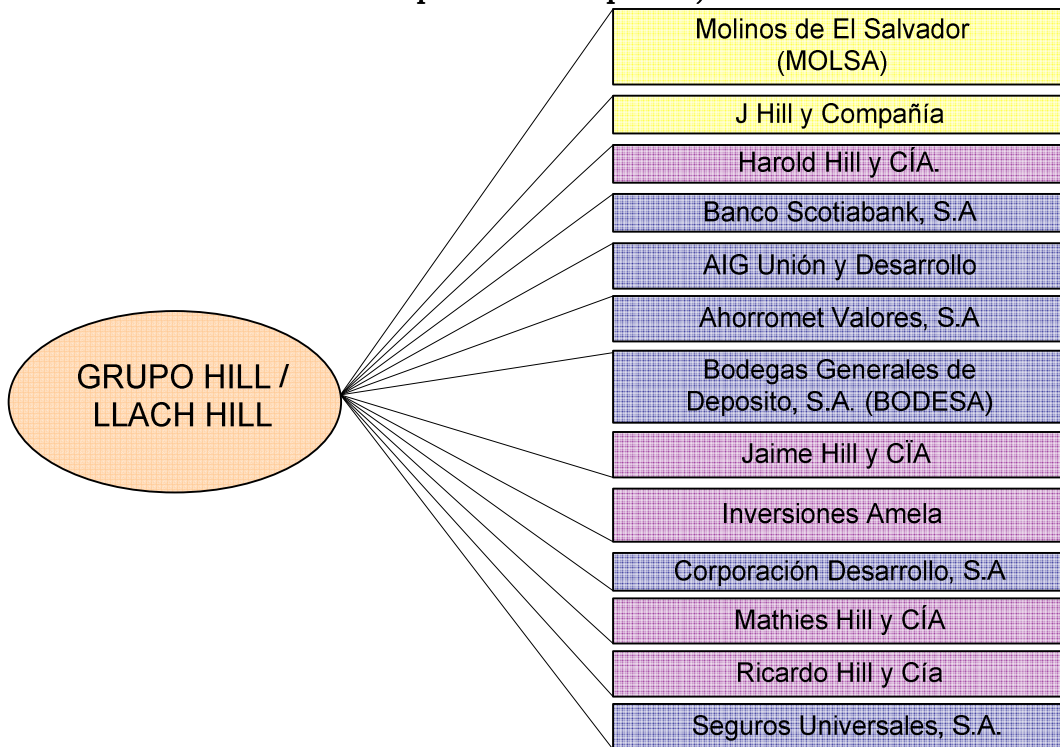 GRUPO HILL /
LLACH HILL
Molinos de El Salvador
(MOLSA)
J Hill y Compañía
Harold Hill y CÍA.
Banco Scotiabank, S.A
AIG Unión y Desarrollo
Ahorromet Valores, S.A
Bodegas Generales de
Deposito, S.A. (BODESA)
Jaime Hill y CÏA
Inversiones Amela
Corporación Desarrollo, S.A
Mathies Hill y CÍA
Ricardo Hill y Cía
Seguros Universales, S.A.